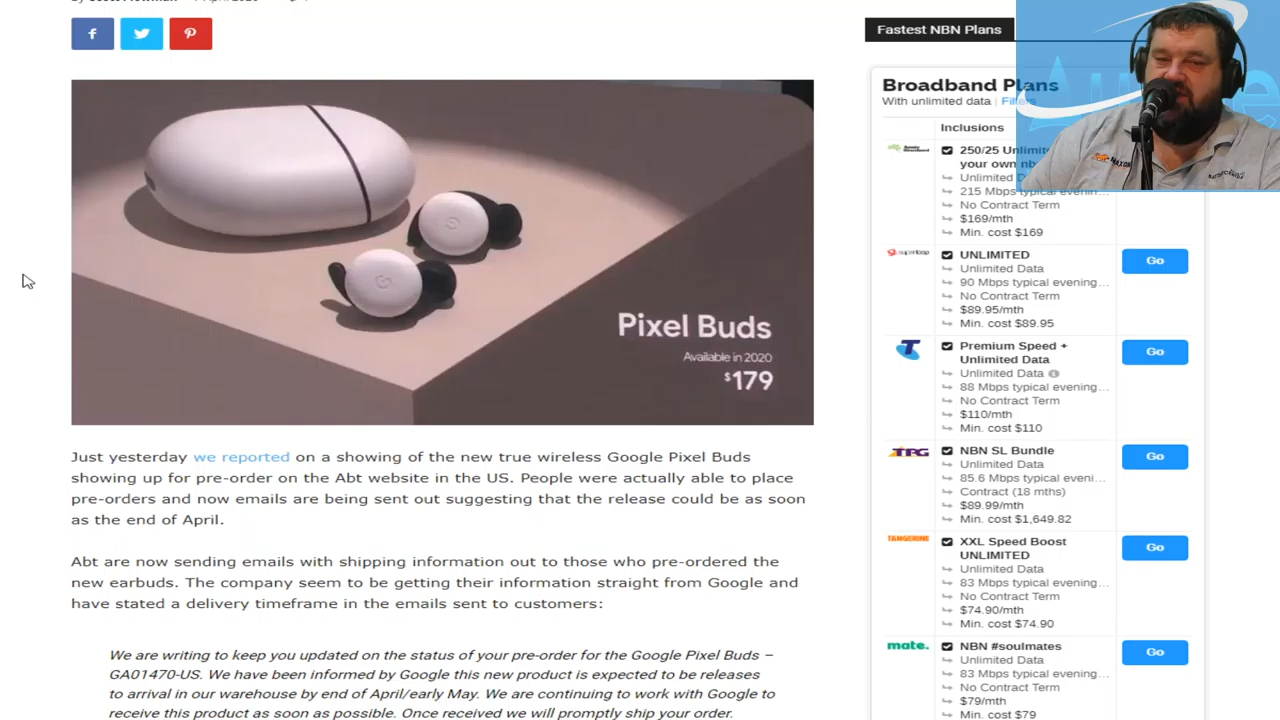 f
Fastest NBN Plans
Pixel Buds
Available in 2020
$179
Just yesterday we reported on a showing of the new true wireless Google Pixel Buds
showing up for pre-order on the Abt website in the US. People were actually able to place
pre-orders and now emails are being sent out suggesting that the release could be as soon
as the end of April.
Abt are now sending emails with shipping information out to those who pre-ordered the
new earbuds. The company seem to be getting their information straight from Google and
have stated a delivery timeframe in the emails sent to customers:
We are writing to keep you updated on the status of your pre-order for the Google Pixel Buds –
GA01470-US. We have been informed by Google this new product is expected to be releases
to arrival in our warehouse by end of April/early May. We are continuing to work with Google to
receive this product as soon as possible. Once received we will promptly ship your order.
Broadband Plans
With unlimited data | Filters
Inclusions
250/25
your own
Unlimited
215 Mbps typical
No Contract Term
$169/mth
Min. cost $169
superloop
UNLIMITED
Go
Unlimited Data
90 Mbps typical evening...
No Contract Term
$89.95/mth
Min. cost $89.95
T
Premium Speed +
Unlimited Data
Go
Unlimited Data
88 Mbps typical evening...
No Contract Term
$110/mth
Min. cost $110
TPG
NBN SL Bundle
Go
Unlimited Data
85.6 Mbps typical eveni...
Contract (18 mths)
$89.99/mth
Min. cost $1,649.82
TANGERINE
XXL Speed Boost
UNLIMITED
Go
Unlimited Data
83 Mbps typical evening...
No Contract Term
$74.90/mth
Min. cost $74.90
mate.
NBN #soulmates
Go
Unlimited Data
83 Mbps typical evening...
No Contract Term
$79/mth
Min. cost $79